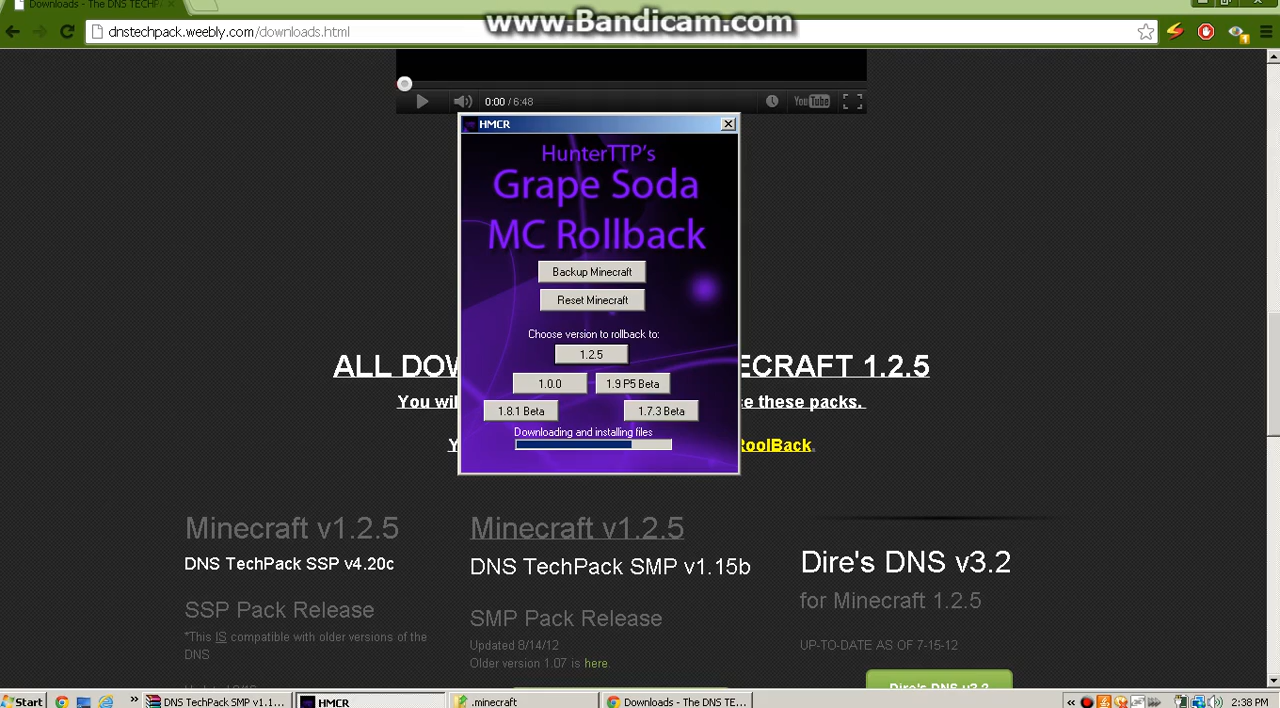 www.Bandicam.com
Downloads - The DNS TECHP
dnstechpack.weebly.com/downloads.html
1
0:00 / 6:48
YouTube
HMCR
HunterTTP's
Grape Soda
MC Rollback
Backup Minecraft
Reset Minecraft
Choose version to rollback to:
1.2.5
1.0.0
1.9 P5 Beta
1.8.1 Beta
1.7.3 Beta
Downloading and installing files
ALL DOW
ECRAFT 1.2.5
You wil
e these packs.
Y
RoolBack.
Minecraft v1.2.5
DNS TechPack SSP v4.20c
SSP Pack Release
*This IS compatible with older versions of the
DNS
Minecraft v1.2.5
DNS TechPack SMP v1.15b
SMP Pack Release
Updated 8/14/12
Older version 1.07 is here.
Dire's DNS v3.2
for Minecraft 1.2.5
UP-TO-DATE AS OF 7-15-12
Dire's DNS v3.2
Start
»
DNS TechPack SMP v1.1...
HMCR
.minecraft
Downloads - The DNS TE...
«
2:38 PM